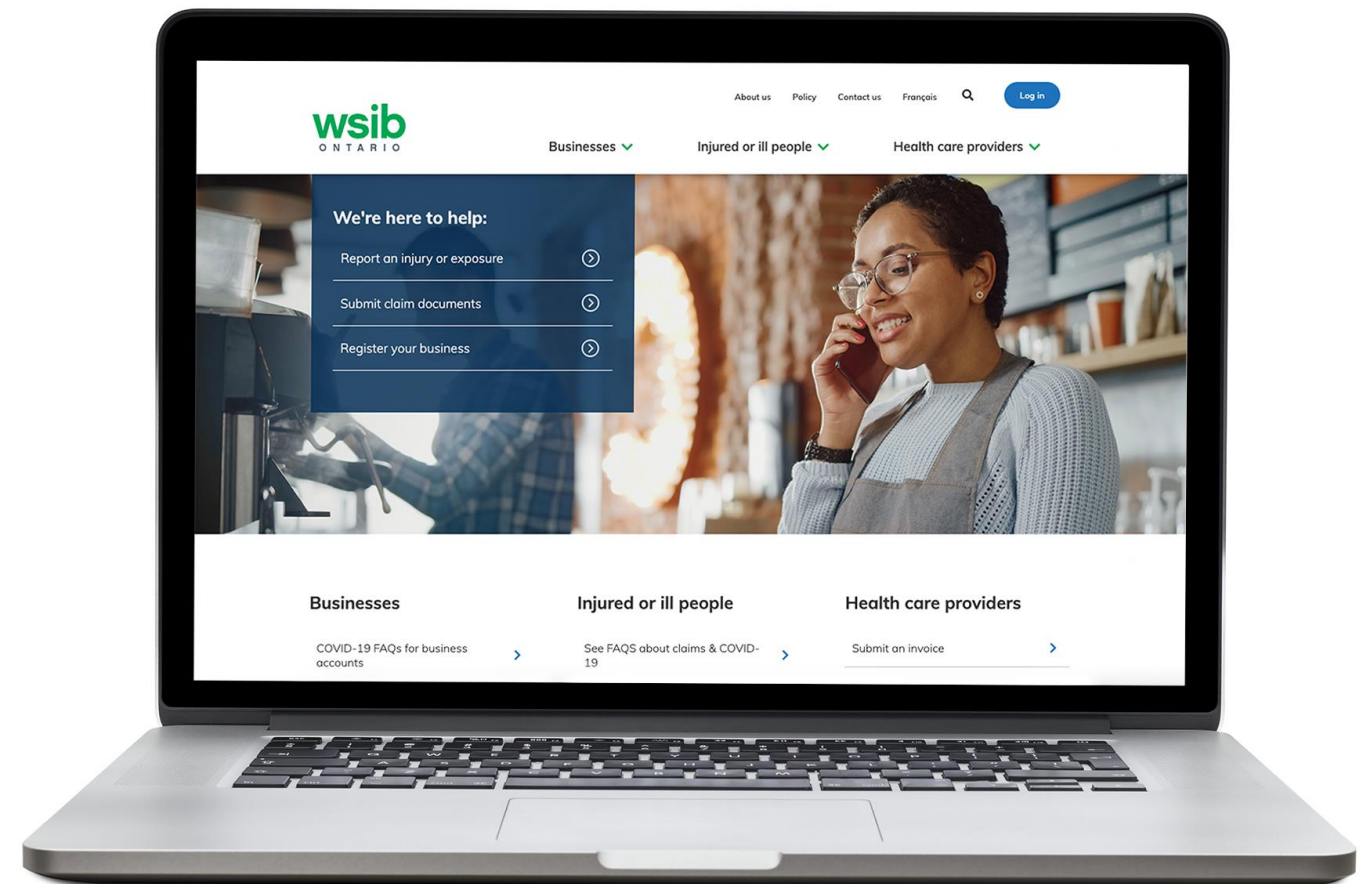 About us Policy Contact us Français Log in
wsib
ONTARIO
Businesses Injured or ill people Health care providers
We're here to help:
Report an injury or exposure
Submit claim documents
Register your business
Businesses Injured or ill people Health care providers
COVID-19 FAQs for business
accounts
See FAQS about claims & COVID-
19
Submit an invoice